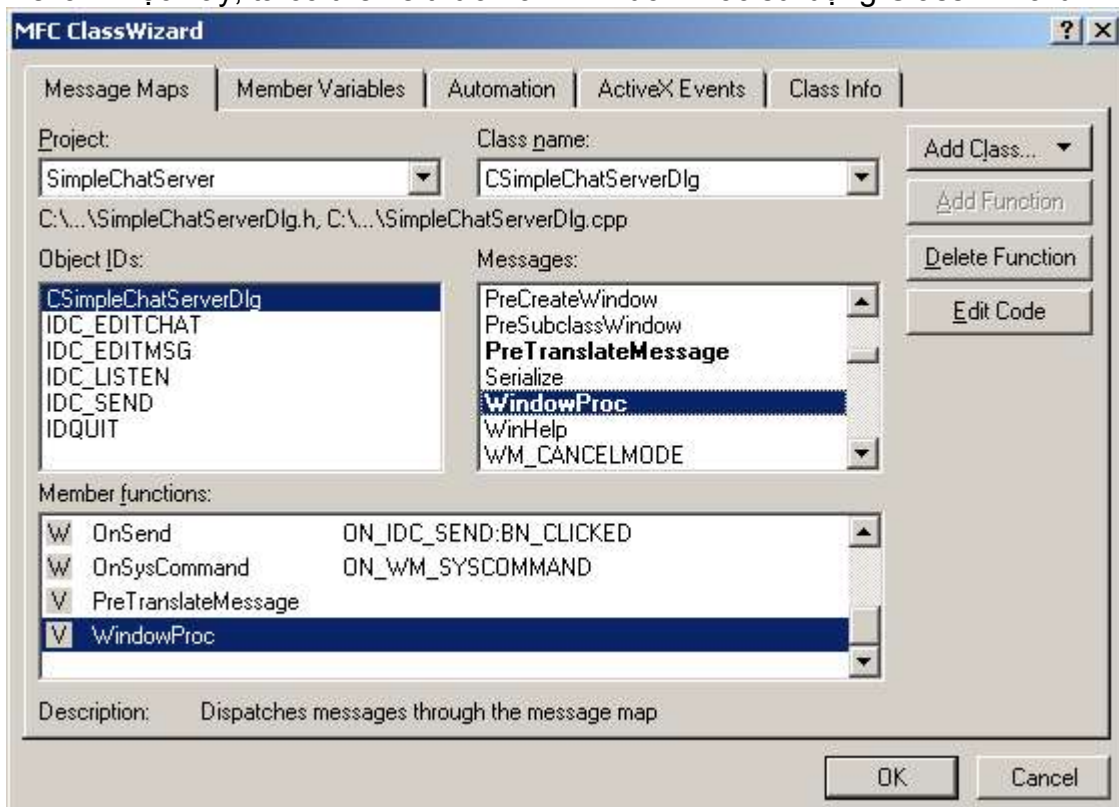 MFC ClassWizard
Message Maps
Member Variables
Automation
ActiveX Events
Class Info
Project:
Class name:
Add Class...
SimpleChatServer
CSimpleChatServerDlg
Add Function
C:\...\SimpleChatServerDlg.h, C:\...\SimpleChatServerDlg.cpp
Object IDs:
Messages:
Delete Function
CSimpleChatServerDlg
IDC_EDITCHAT
IDC_EDITMSG
IDC_LISTEN
IDC_SEND
IDQUIT
PreCreateWindow
PreSubclassWindow
PreTranslateMessage
Serialize
WindowProc
WinHelp
WM_CANCELMODE
Edit Code
Member functions:
W OnSend ON_IDC_SEND:BN_CLICKED
W OnSysCommand ON_WM_SYSCOMMAND
V PreTranslateMessage
V WindowProc
Description: Dispatches messages through the message map
OK
Cancel